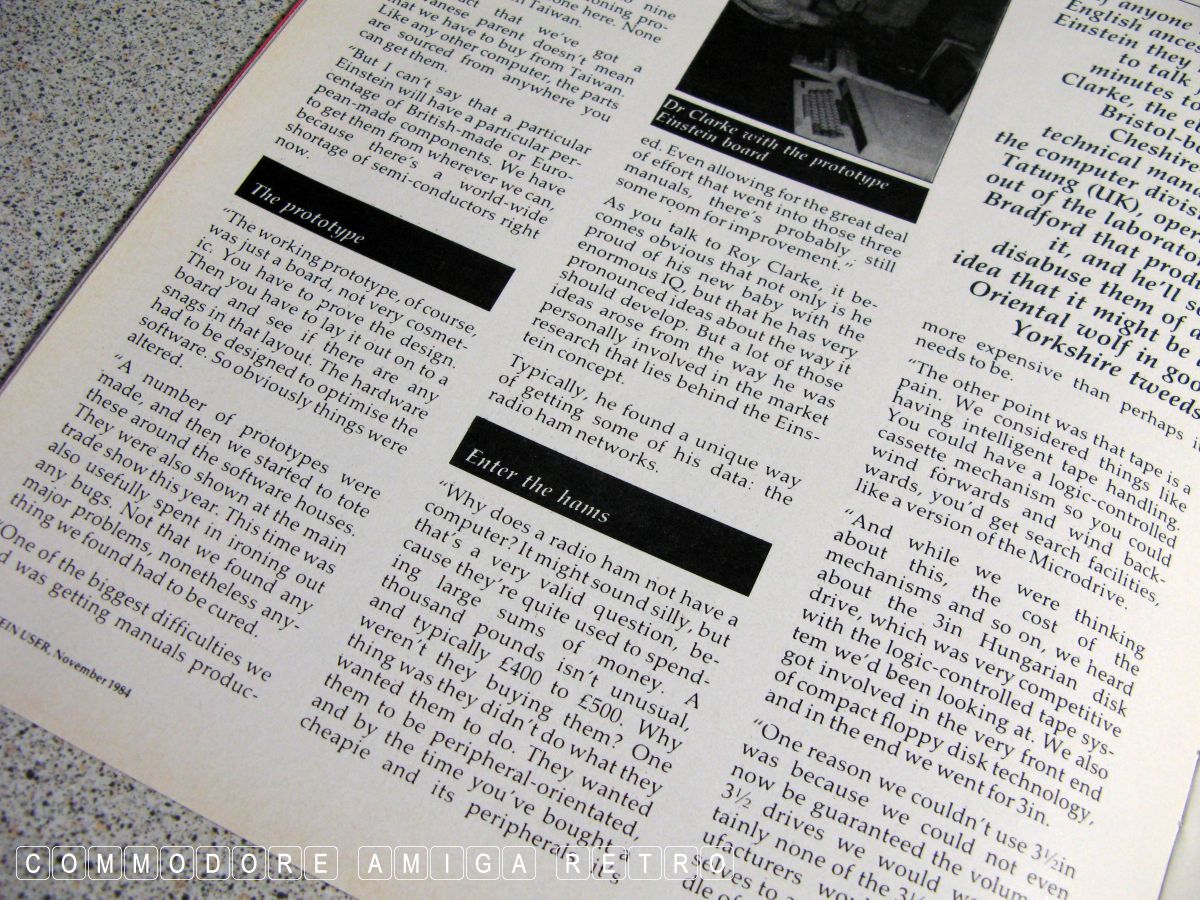 into nine
tioning pro-
one here. None
Taiwan.
fact that we've got a
anese parent doesn't mean
that we have to buy from Taiwan.
Like any other computer, the parts
are sourced from anywhere you
can get them.
"But I can't say that a particular
Einstein will have a particular per-
centage of British-made or Euro-
pean-made components. We have
to get them from wherever we can,
because there's a world-wide
shortage of semi-conductors right
now.
The prototype
"The working prototype, of course,
was just a board, not very cosmet-
ic. You have to prove the design.
Then you have to lay it out on to a
board and see if there are any
snags in that layout. The hardware
had to be designed to optimise the
software. So obviously things were
altered.
"A number of prototypes were
made, and then we started to tote
these around the software houses.
They were also shown at the main
trade show this year. This time was
also usefully spent in ironing out
any bugs. Not that we found any
major problems, nonetheless any-
thing we found had to be cured.
"One of the biggest difficulties we
d was getting manuals produc-
EIN USER, November 1984
Dr Clarke with the prototype
Einstein board
ed. Even allowing for the great deal
of effort that went into those three
manuals, there's probably still
some room for improvement."
As you talk to Roy Clarke, it be-
comes obvious that not only is he
proud of his new baby with the
enormous IQ, but that he has very
pronounced ideas about the way it
should develop. But a lot of those
ideas arose from the way he was
personally involved in the market
research that lies behind the Eins-
tein concept.
Typically, he found a unique way
of getting some of his data: the
radio ham networks.
Enter the hams
"Why does a radio ham not have a
computer? It might sound silly, but
that's a very valid question, be-
cause they're quite used to spend-
ing large sums of money. A
thousand pounds isn't unusual,
and typically £400 to £500. Why
weren't they buying them? One
thing was they didn't do what they
wanted them to do. They wanted
them to be peripheral-orientated,
and by the time you've bought a
cheapie and its peripherals it's
of anyone
English ance
Einstein they
to talk
minutes to
Clarke, the
Bristol-b
Cheshire
technical man
the computer divis
Tatung (UK), oper
out of the laborato
Bradford that prod
it, and he'll
disabuse them of a
idea that it might be
Oriental wolf in goo
Yorkshire tweeds
more expensive than perhaps
needs to be.
"The other point was that tape is a
pain. We considered things like
having intelligent tape handling.
You could have a logic-controlled
cassette mechanism so you could
wind forwards and wind back-
wards, you'd get search facilities,
like a version of the Microdrive.
"And while we were thinking
about this, the cost of the
mechanisms and so on, we heard
about the 3in Hungarian disk
drive, which was very competitive
with the logic-controlled tape sys-
tem we'd been looking at. We also
got involved in the very front end
of compact floppy disk technology,
and in the end we went for 3in.
"One reason we couldn't use 3½in
was because we could not even
now be guaranteed the volum
3½ drives we would w
tainly none of the 3½
ufacturers wou
selves to a
dle of
COMMODORE AMIGA RETRO